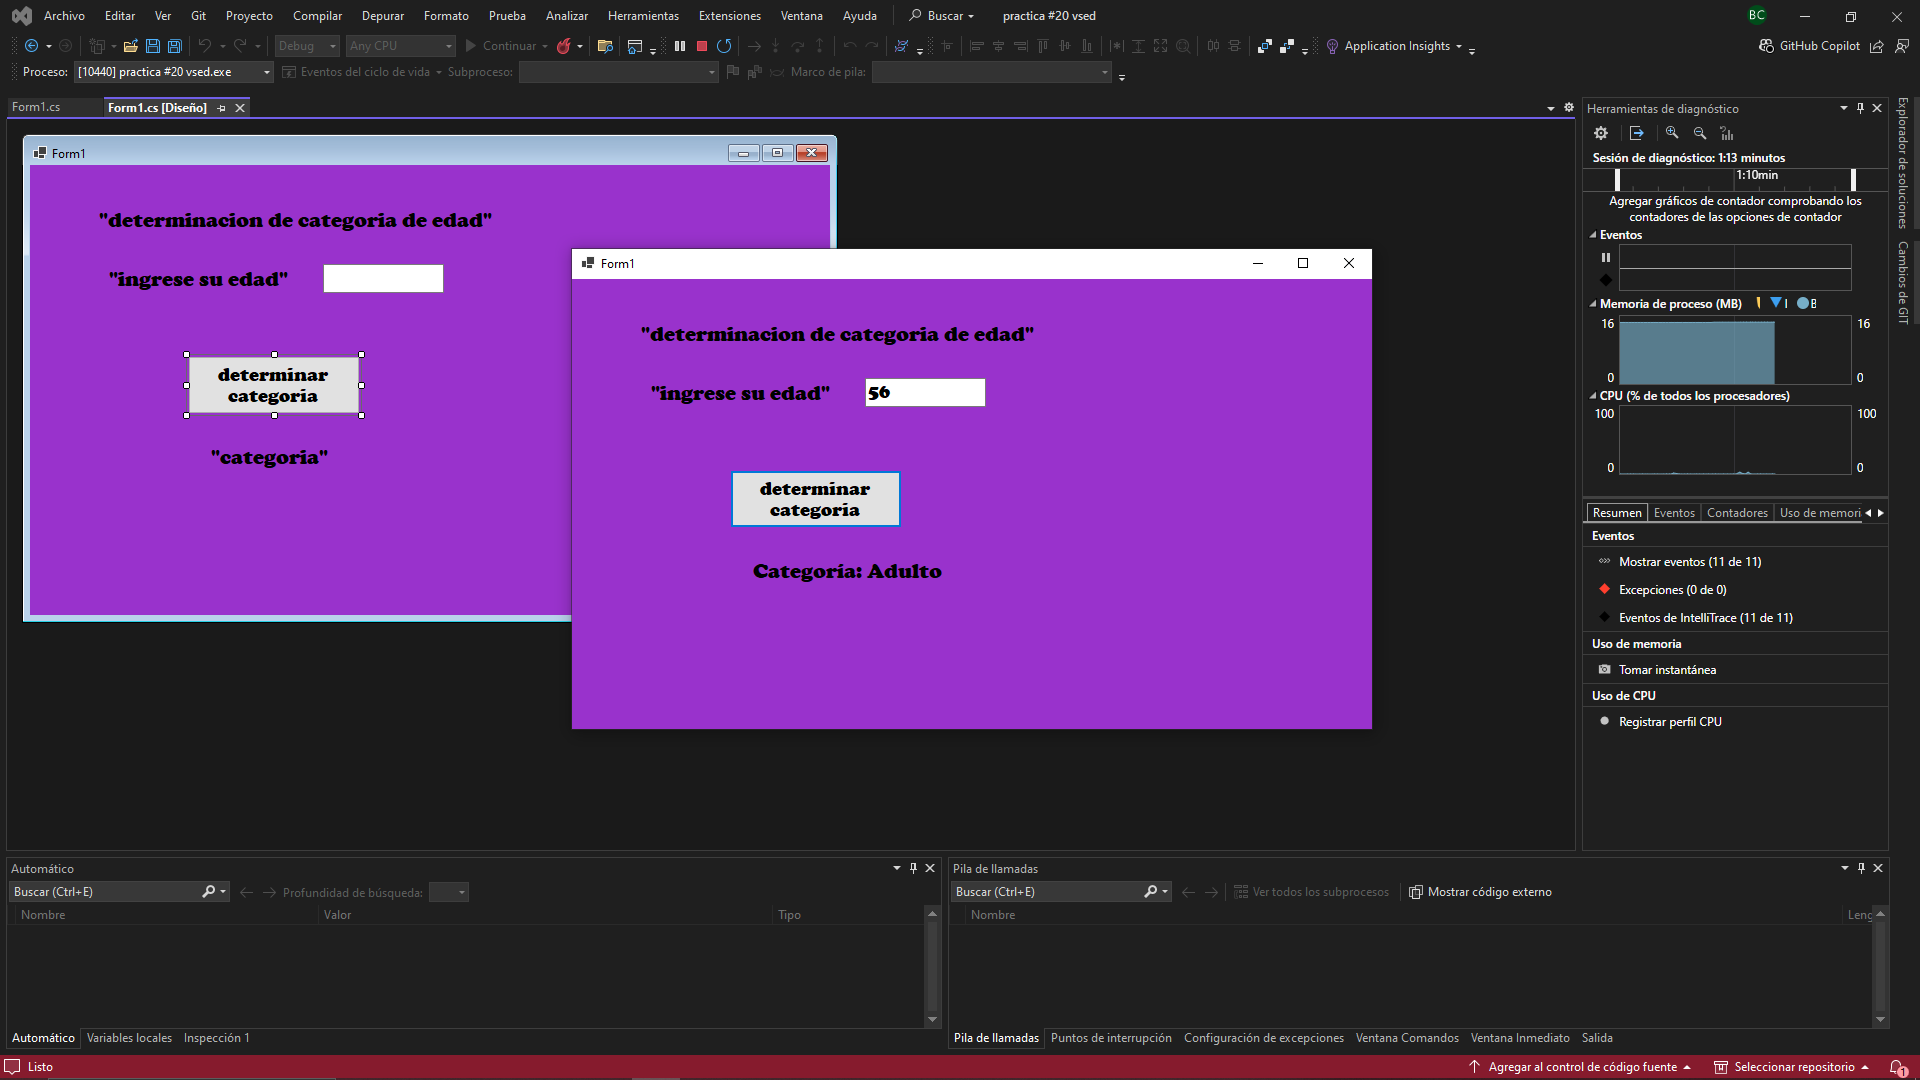 Archivo Editar Ver Git Proyecto Compilar Depurar Formato Prueba Analizar Herramientas Extensiones Ventana Ayuda Buscar practica #20 vsed BC
Debug Any CPU Continuar Application Insights GitHub Copilot
Proceso: [10440] practica #20 vsed.exe Eventos del ciclo de vida Subproceso: Marco de pila:
Form1.cs Form1.cs [Diseño]
Form1
"determinacion de categoria de edad"
"ingrese su edad"
determinar
categoria
"categoria"
Form1
"determinacion de categoria de edad"
"ingrese su edad" 56
determinar
categoria
Categoría: Adulto
Herramientas de diagnóstico
Sesión de diagnóstico: 1:13 minutos
1:10min
Agregar gráficos de contador comprobando los
contadores de las opciones de contador
Eventos
Memoria de proceso (MB)
16 16
0 0
CPU (% de todos los procesadores)
100 100
0 0
Resumen Eventos Contadores Uso de memori
Eventos
Mostrar eventos (11 de 11)
Excepciones (0 de 0)
Eventos de IntelliTrace (11 de 11)
Uso de memoria
Tomar instantánea
Uso de CPU
Registrar perfil CPU
Explorador de soluciones
Cambios de GIT
Automático
Buscar (Ctrl+E) Profundidad de búsqueda:
Nombre Valor Tipo
Automático Variables locales Inspección 1
Pila de llamadas
Buscar (Ctrl+E) Ver todos los subprocesos Mostrar código externo
Nombre Leng
Pila de llamadas Puntos de interrupción Configuración de excepciones Ventana Comandos Ventana Inmediato Salida
Listo Agregar al control de código fuente Seleccionar repositorio 1